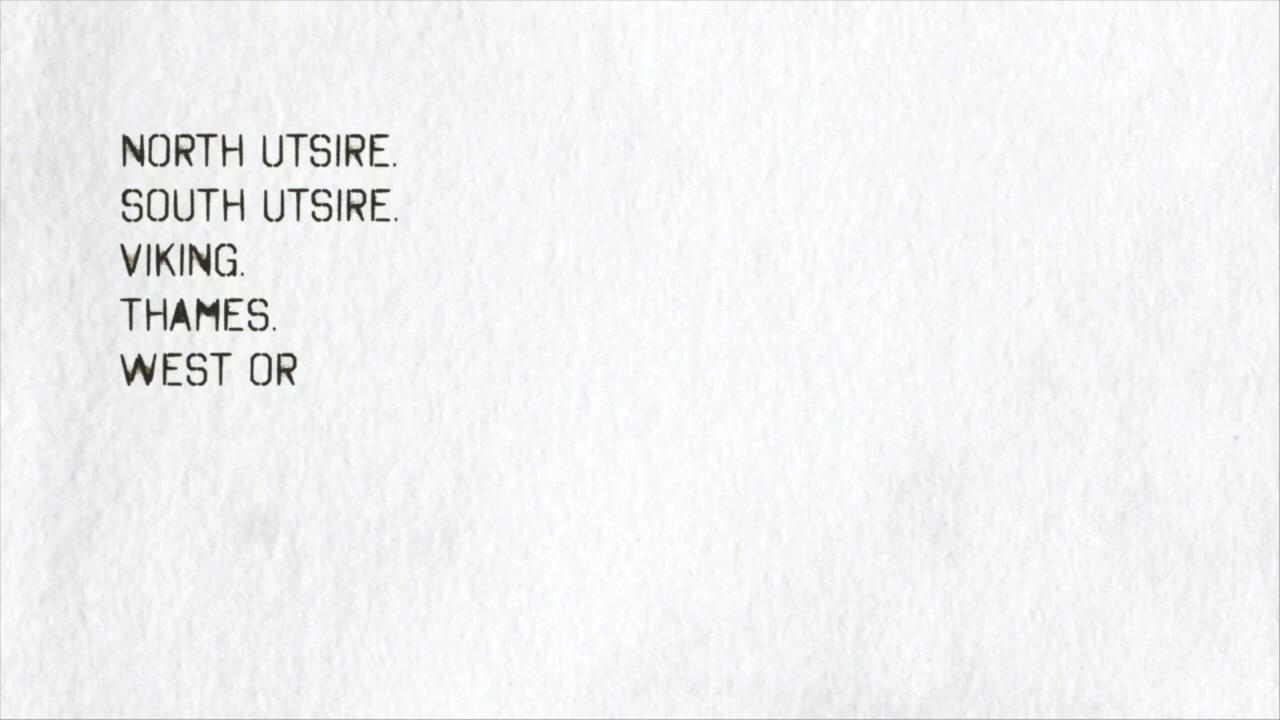 NORTH UTSIRE.
SOUTH UTSIRE.
VIKING.
THAMES.
WEST OR